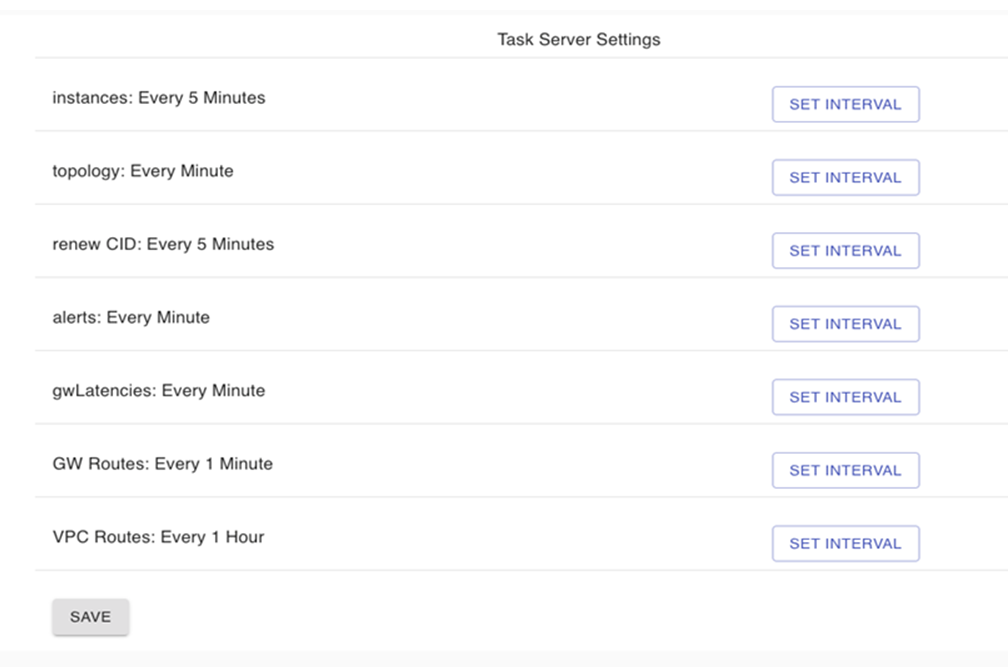 Task Server Settings
instances: Every 5 Minutes
SET INTERVAL
topology: Every Minute
SET INTERVAL
renew CID: Every 5 Minutes
SET INTERVAL
alerts: Every Minute
SET INTERVAL
gwLatencies: Every Minute
SET INTERVAL
GW Routes: Every 1 Minute
SET INTERVAL
VPC Routes: Every 1 Hour
SET INTERVAL
SAVE